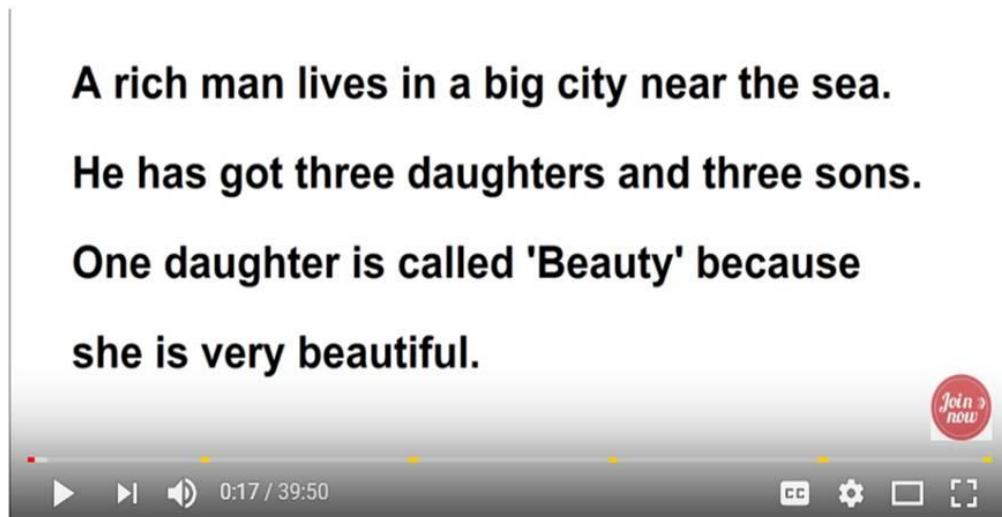 A rich man lives in a big city near the sea.
He has got three daughters and three sons.
One daughter is called 'Beauty' because
she is very beautiful.
Join
now
0:17 / 39:50
CC